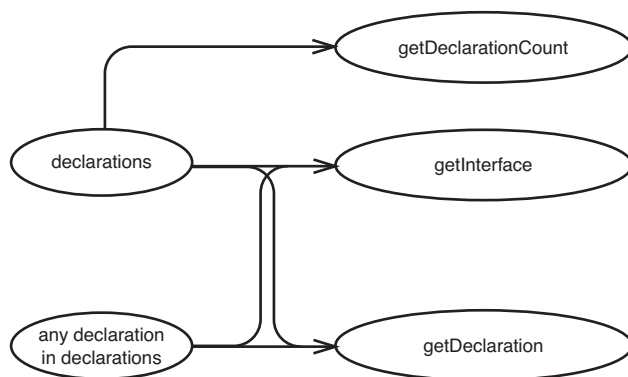 getDeclarationCount
declarations
getInterface
any declaration
in declarations
getDeclaration